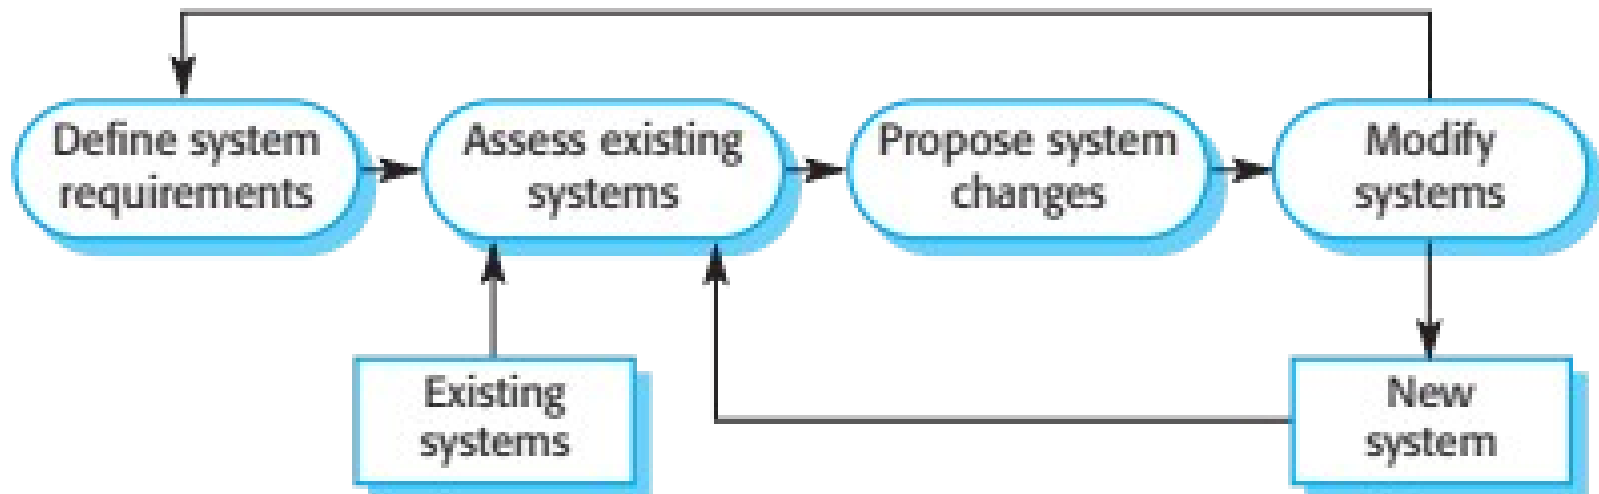 Define system
requirements
Assess existing
systems
Propose system
changes
Modify
systems
Existing
systems
New
system